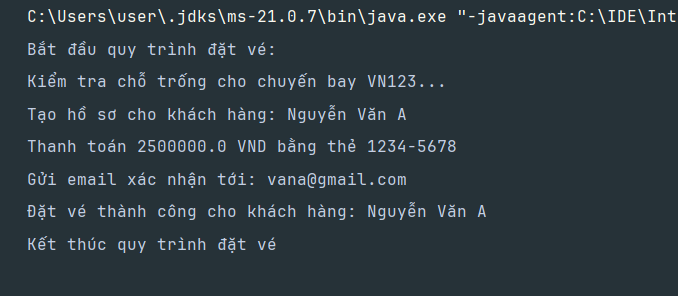 C:\Users\user\.jdks\ms-21.0.7\bin\java.exe "-javaagent:C:\IDE\Int
Bắt đầu quy trình đặt vé:
Kiểm tra chỗ trống cho chuyến bay VN123...
Tạo hồ sơ cho khách hàng: Nguyễn Văn A
Thanh toán 2500000.0 VND bằng thẻ 1234-5678
Gửi email xác nhận tới: vana@gmail.com
Đặt vé thành công cho khách hàng: Nguyễn Văn A
Kết thúc quy trình đặt vé